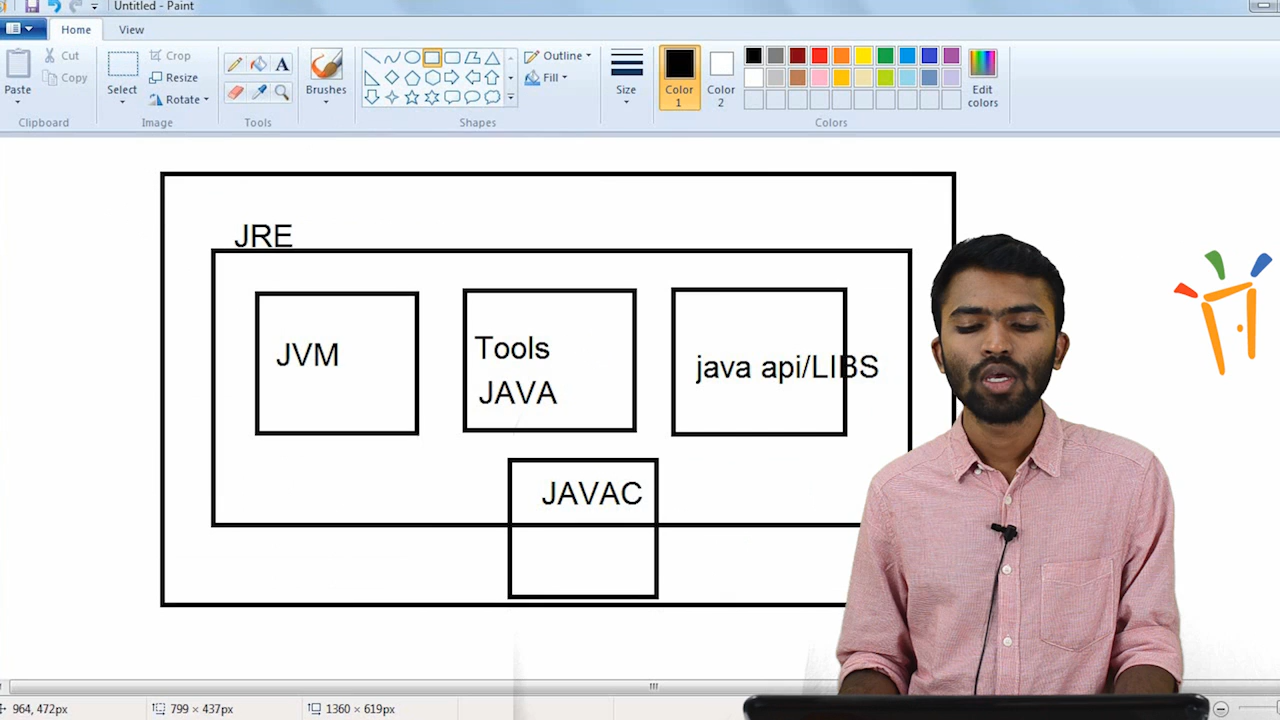 Untitled - Paint
Home
View
Paste
Cut
Copy
Clipboard
Select
Crop
Resize
Rotate
Image
A
Tools
Brushes
Shapes
Outline
Fill
Size
Color
1
Color
2
Edit
colors
Colors
JRE
JVM
Tools
JAVA
java api/LIBS
JAVAC
964, 472px
799 × 437px
1360 × 619px